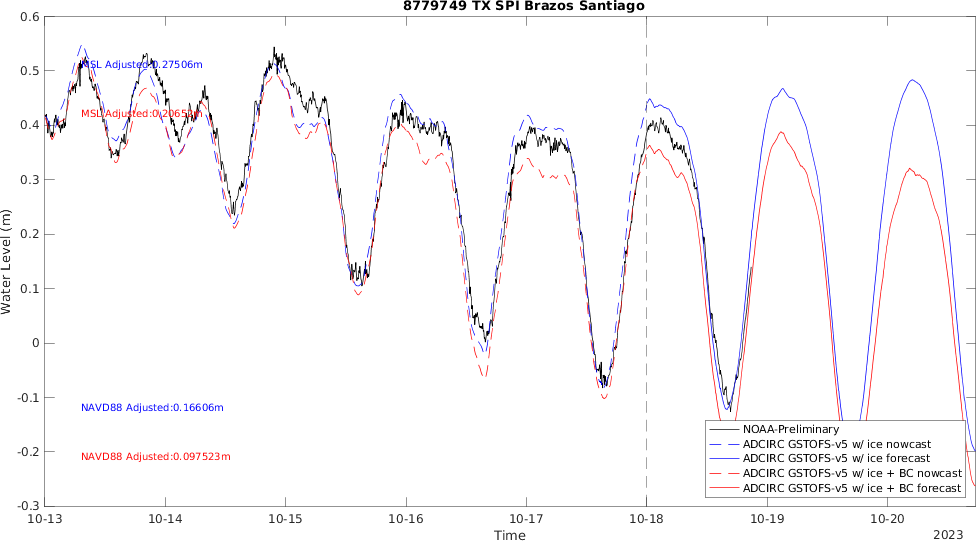 8779749 TX SPI Brazos Santiago
0.6
0.5
0.4
0.3
0.2
0.1
0
-0.1
-0.2
-0.3
Water Level (m)
MSL Adjusted:0.27506m
MSL
NAVD88 Adjusted:0.16606m
NAVD88 Adjusted:0.097523m
NOAA-Preliminary
ADCIRC GSTOFS-v5 w/ ice nowcast
ADCIRC GSTOFS-v5 w/ ice forecast
ADCIRC GSTOFS-v5 w/ ice + BC nowcast
ADCIRC GSTOFS-v5 w/ ice + BC forecast
10-13 10-14 10-15 10-16 10-17 10-18 10-19 10-20
Time
2023